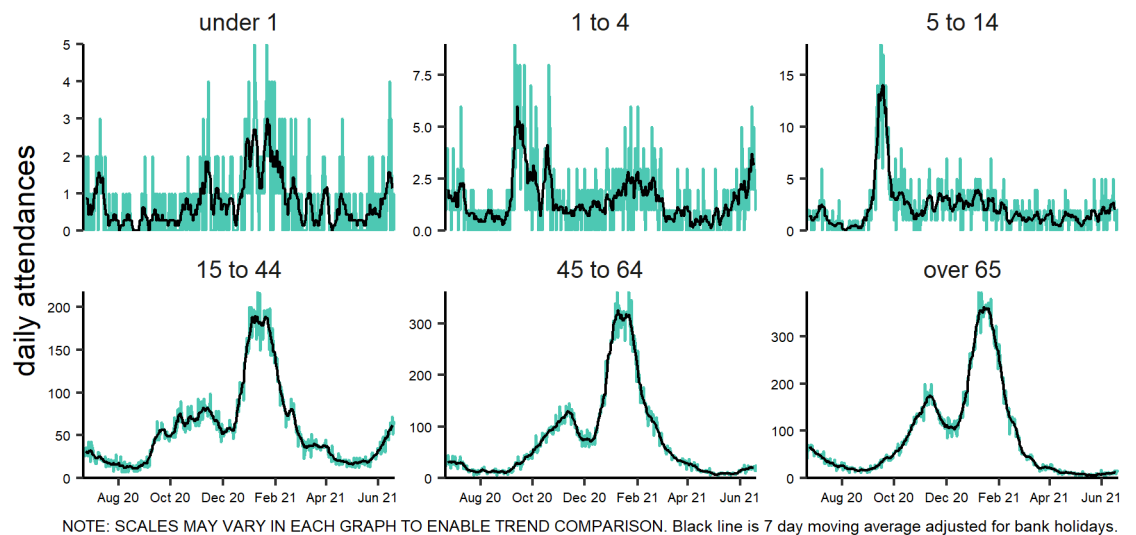 under 1
1 to 4
5 to 14
5
4
3
2
1
0
7.5
5.0
2.5
0.0
15
10
5
0
daily attendances
15 to 44
45 to 64
over 65
200
150
100
50
0
300
200
100
0
300
200
100
0
Aug 20 Oct 20 Dec 20 Feb 21 Apr 21 Jun 21
Aug 20 Oct 20 Dec 20 Feb 21 Apr 21 Jun 21
Aug 20 Oct 20 Dec 20 Feb 21 Apr 21 Jun 21
NOTE: SCALES MAY VARY IN EACH GRAPH TO ENABLE TREND COMPARISON. Black line is 7 day moving average adjusted for bank holidays.